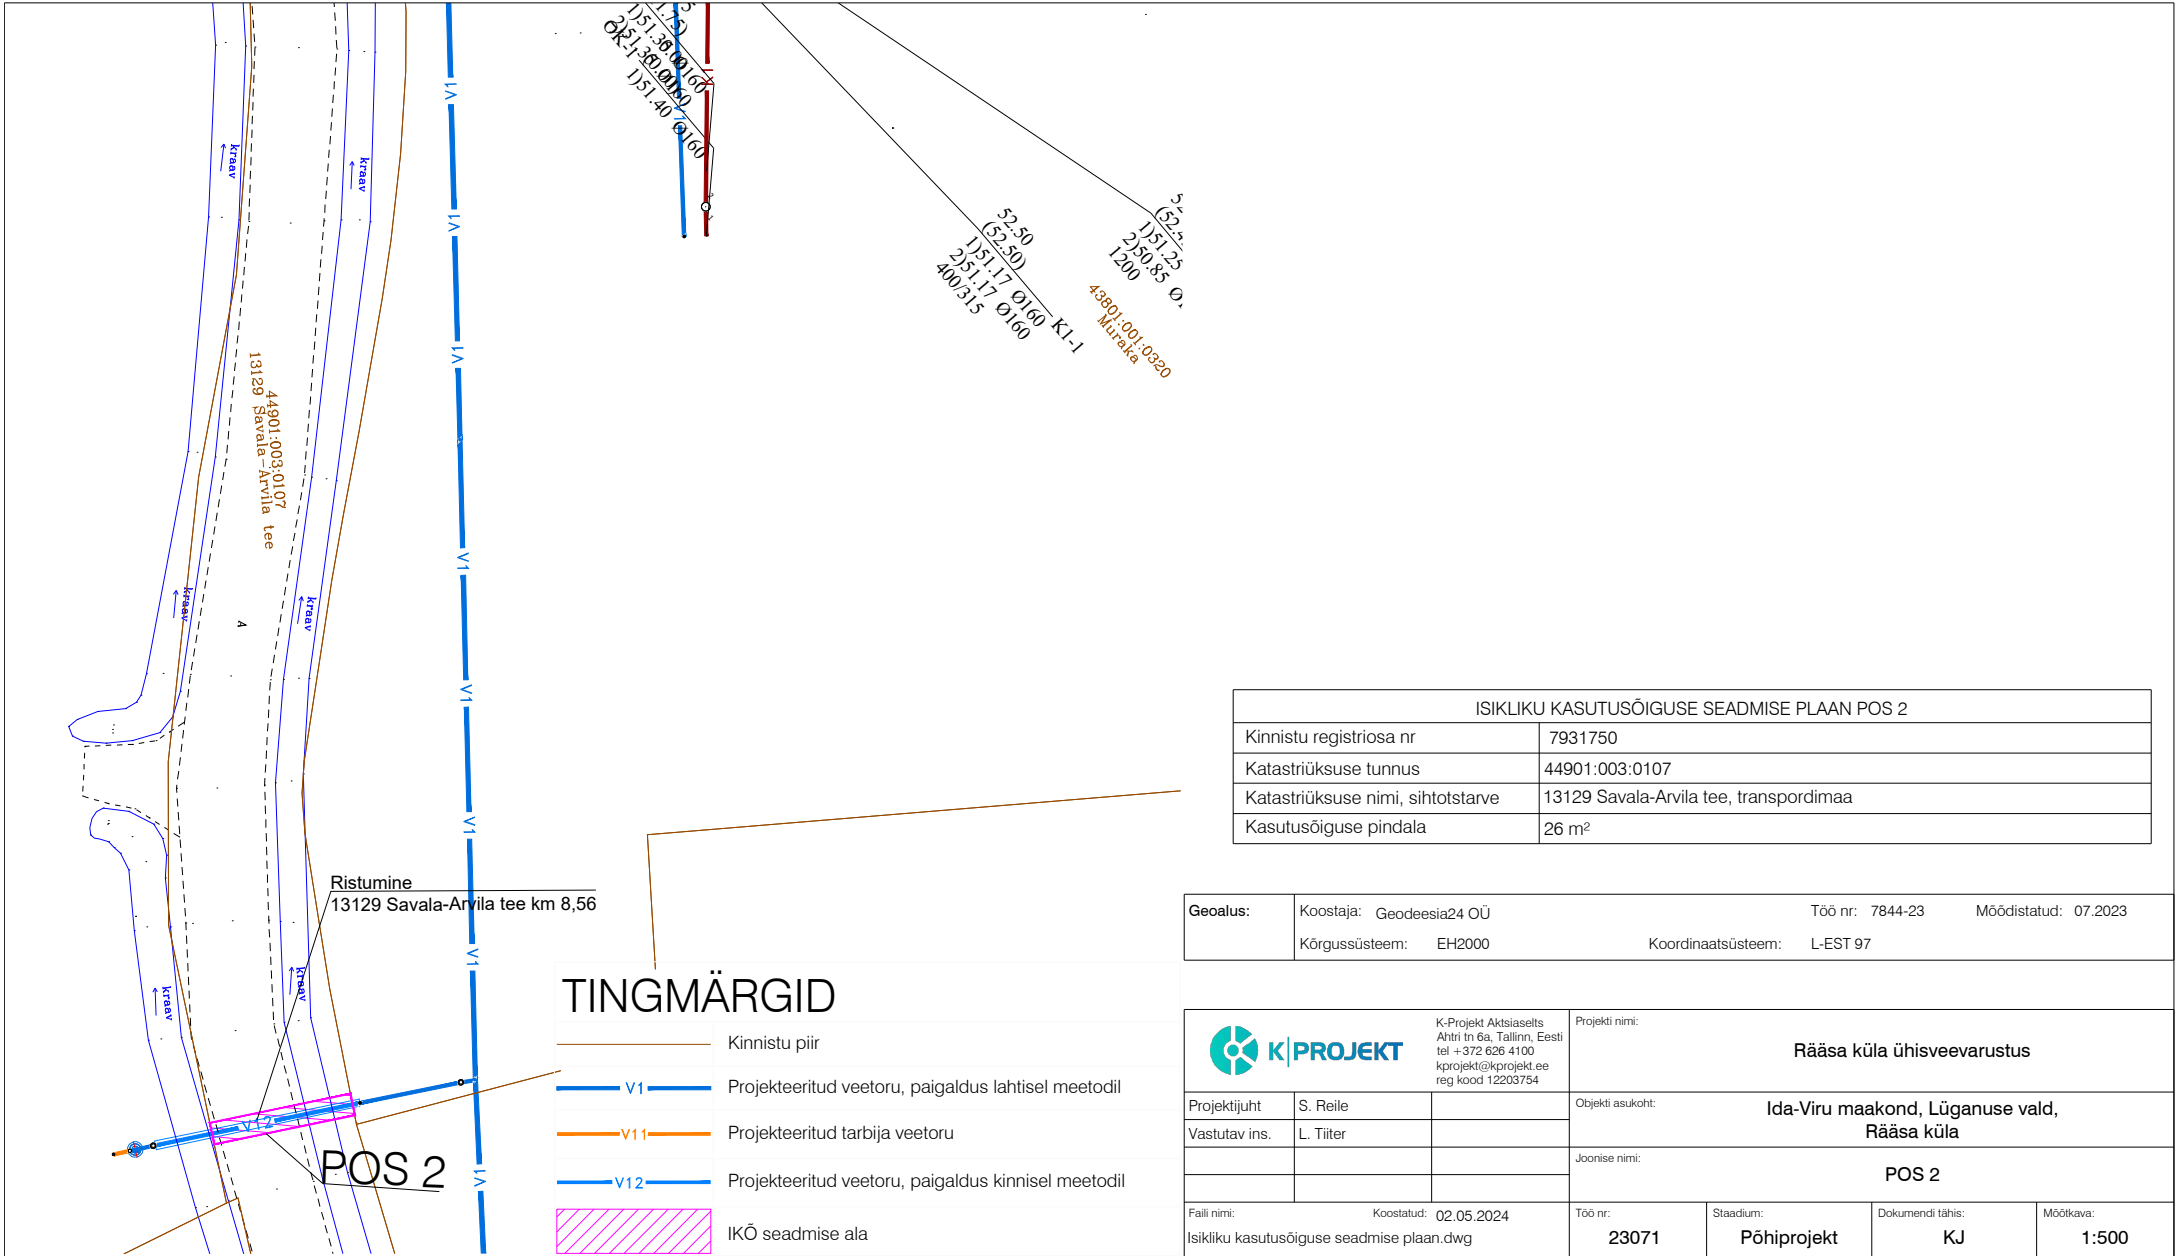 1)51.40 Ø160
52.50
(52.50)
1)51.17 Ø160
2)51.17 Ø160
400/315
K1-1
1)51.25
2)50.85
1200
43801:001:0320
Muraka
V1
V1
V1
V1
V1
V1
V1
V1
kraav
kraav
kraav
kraav
kraav
kraav
44901:003:0107
13129 Savala-Arvila tee
A
Ristumine
13129 Savala-Arvila tee km 8,56
V12
POS 2
TINGMÄRGID
Kinnistu piir
V1 Projekteeritud veetoru, paigaldus lahtisel meetodil
V11 Projekteeritud tarbija veetoru
V12 Projekteeritud veetoru, paigaldus kinnisel meetodil
IKÕ seadmise ala
ISIKLIKU KASUTUSÕIGUSE SEADMISE PLAAN POS 2
Kinnistu registriosa nr 7931750
Katastriüksuse tunnus 44901:003:0107
Katastriüksuse nimi, sihtotstarve 13129 Savala-Arvila tee, transpordimaa
Kasutusõiguse pindala 26 m²
Geoalus: Koostaja: Geodeesia24 OÜ Töö nr: 7844-23 Mõõdistatud: 07.2023
Kõrgussüsteem: EH2000 Koordinaatsüsteem: L-EST 97
K|PROJEKT
K-Projekt Aktsiaselts
Ahtri tn 6a, Tallinn, Eesti
tel +372 626 4100
kprojekt@kprojekt.ee
reg kood 12203754
Projekti nimi:
Rääsa küla ühisveevarustus
Projektijuht S. Reile
Vastutav ins. L. Tiiter
Objekti asukoht:
Ida-Viru maakond, Lüganuse vald,
Rääsa küla
Joonise nimi:
POS 2
Faili nimi: Koostatud: 02.05.2024
Isikliku kasutusõiguse seadmise plaan.dwg
Töö nr: 23071
Staadium: Põhiprojekt
Dokumendi tähis: KJ
Mõõtkava: 1:500